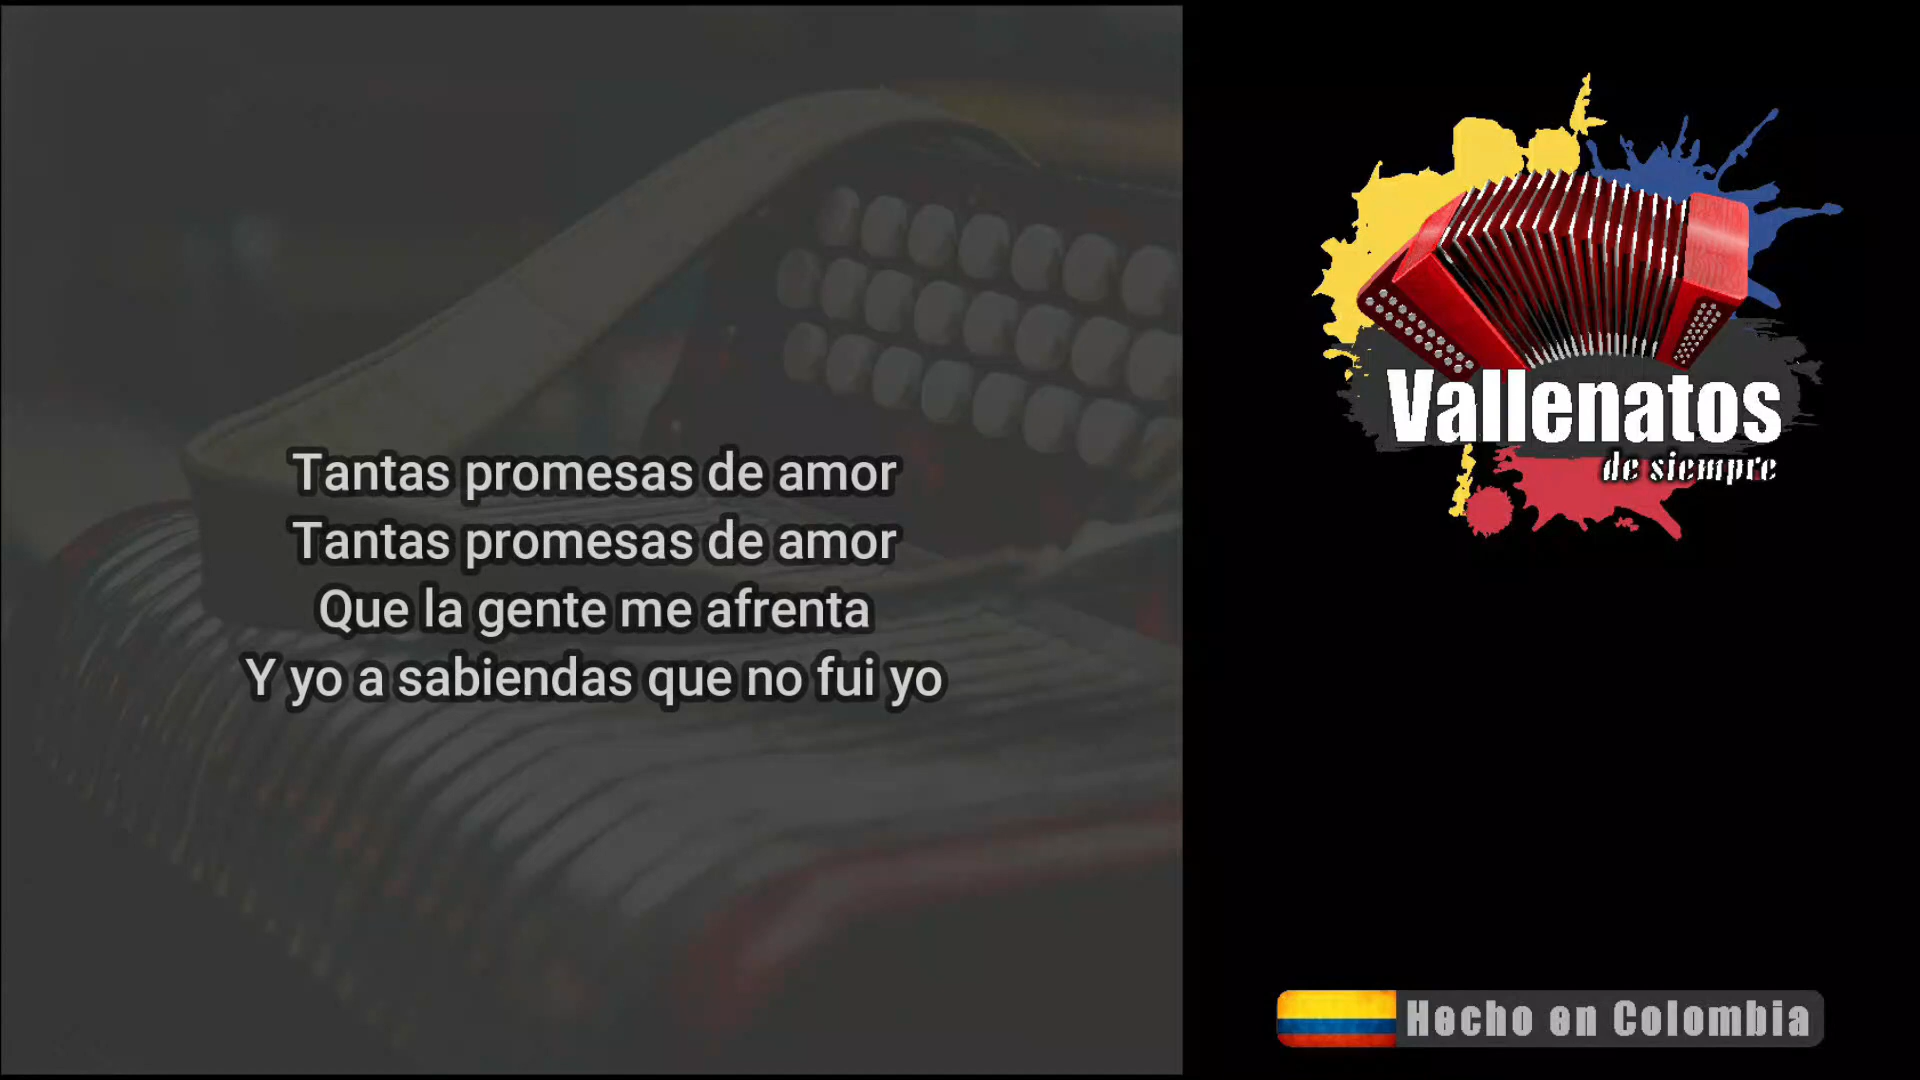 Tantas promesas de amor
Tantas promesas de amor
Que la gente me afrenta
Y yo a sabiendas que no fui yo
Vallenatos
de siempre
Hecho en Colombia